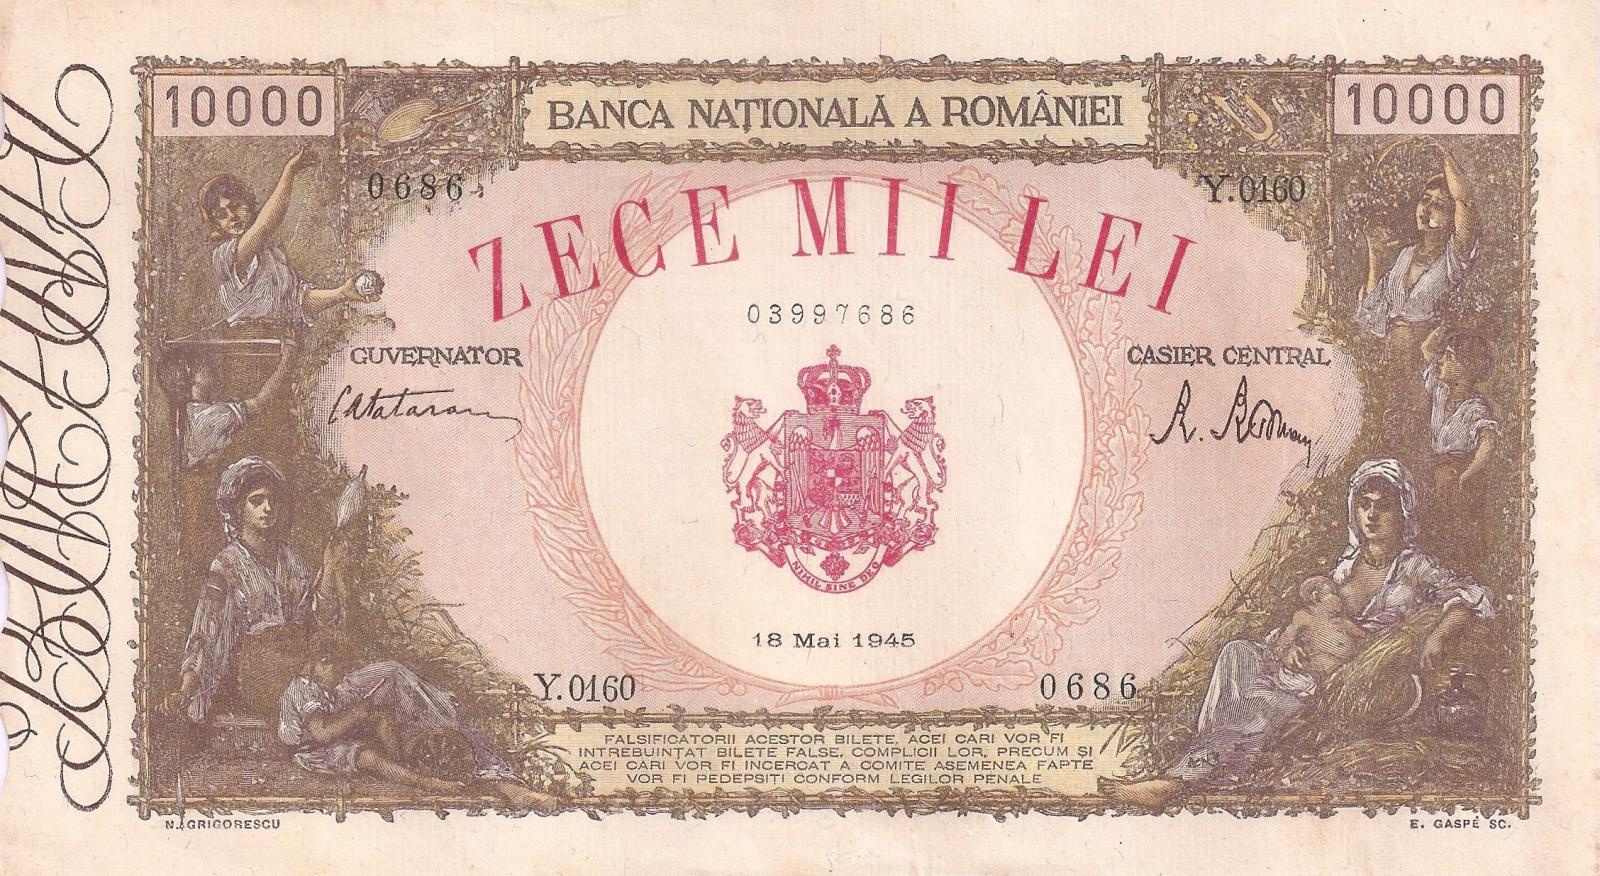 10000
BANCA NAȚIONALĂ A ROMÂNIEI
10000
0686
Y.0160
ZECE MII LEI
03997686
GUVERNATOR
CASIER CENTRAL
NIHIL SINE DEO
18 Mai 1945
Y.0160
0686
FALSIFICATORII ACESTOR BILETE, ACEI CARI VOR FI
INTREBUINȚAT BILETE FALSE, COMPLICII LOR, PRECUM ȘI
ACEI CARI VOR FI INCERCAT A COMITE ASEMENEA FAPTE
VOR FI PEDEPSITI CONFORM LEGILOR PENALE
N. GRIGORESCU
E. GASPÉ SC.